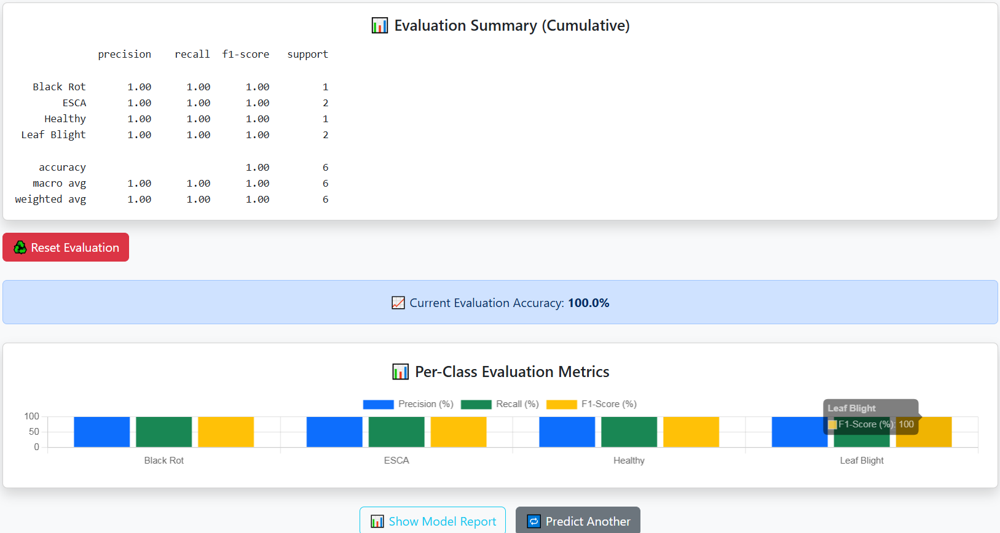 📊 Evaluation Summary (Cumulative)
precision recall f1-score support
Black Rot 1.00 1.00 1.00 1
ESCA 1.00 1.00 1.00 2
Healthy 1.00 1.00 1.00 1
Leaf Blight 1.00 1.00 1.00 2
accuracy 1.00 6
macro avg 1.00 1.00 1.00 6
weighted avg 1.00 1.00 1.00 6
♻ Reset Evaluation
📈 Current Evaluation Accuracy: 100.0%
📊 Per-Class Evaluation Metrics
Precision (%) Recall (%) F1-Score (%)
Leaf Blight
F1-Score (%): 100
100
50
0
Black Rot ESCA Healthy Leaf Blight
📊 Show Model Report 🔁 Predict Another